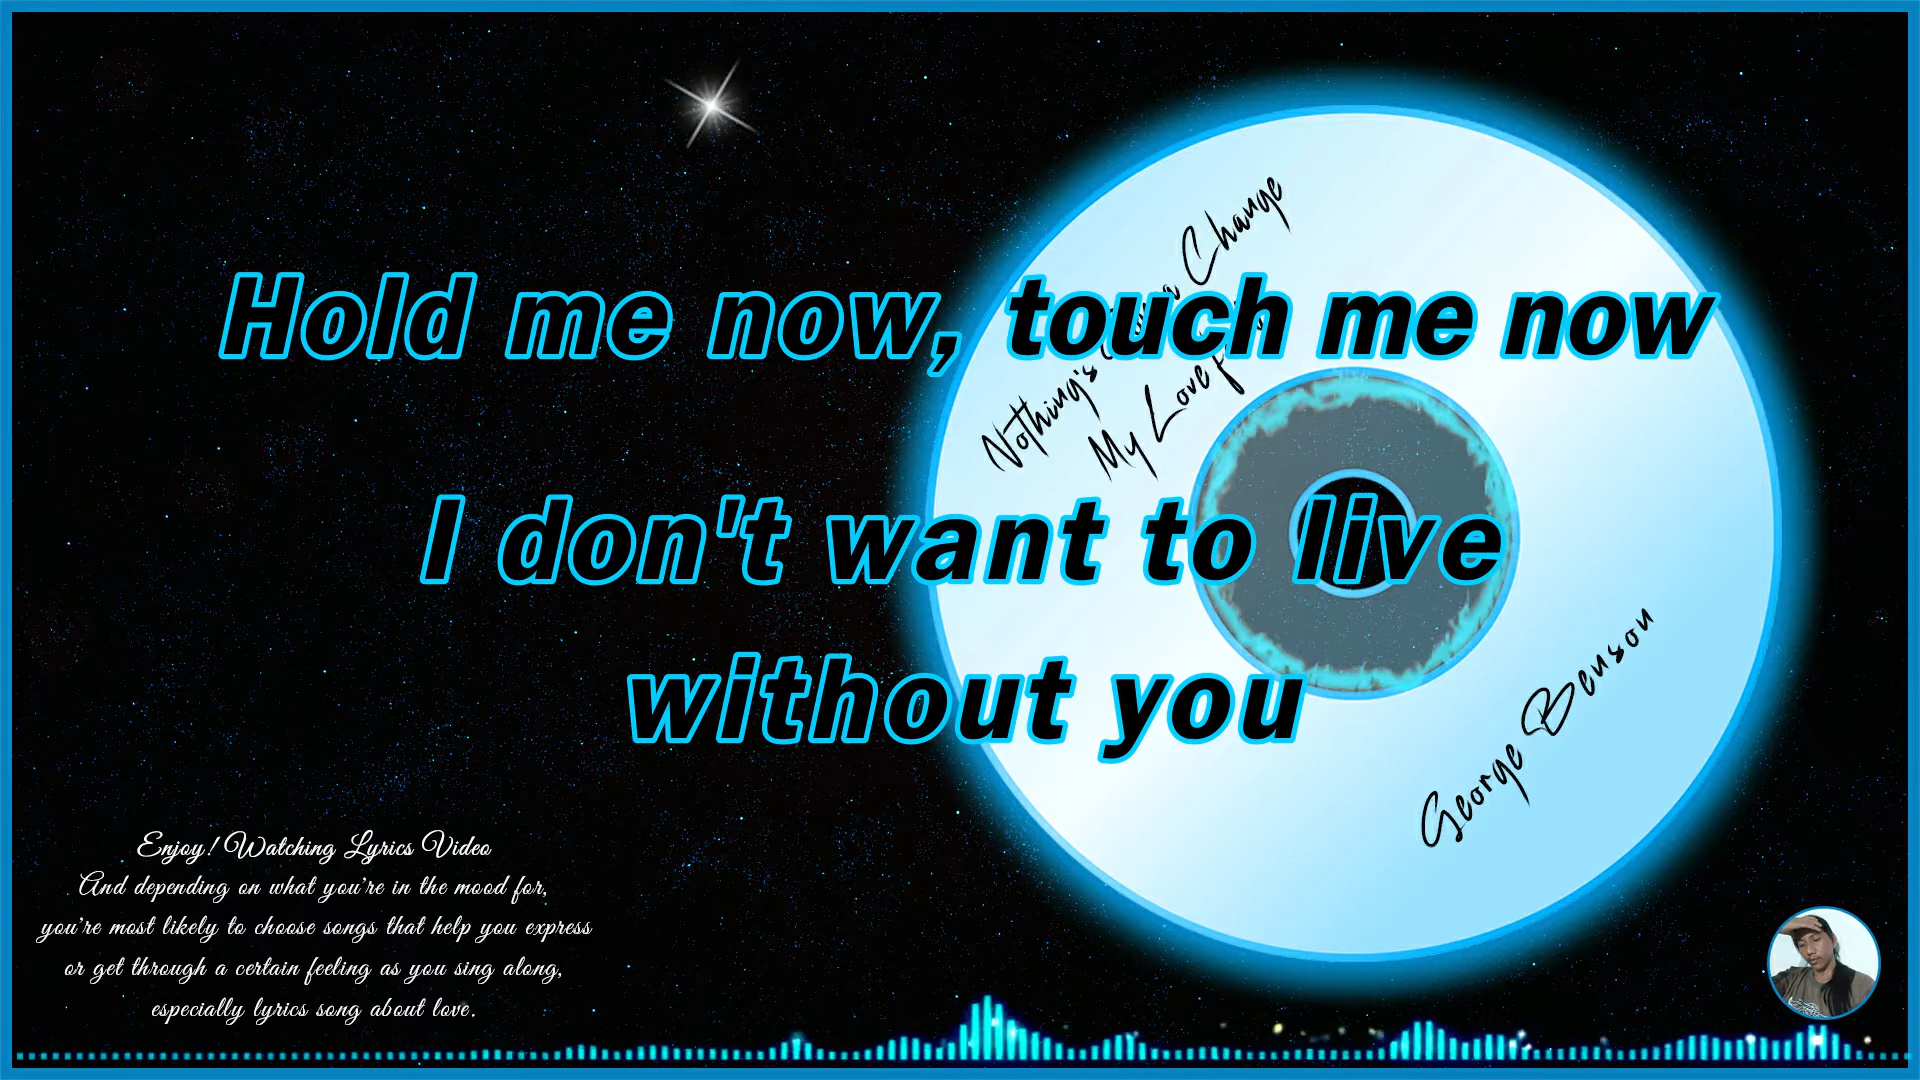 Nothing's Change
My Love
Hold me now, touch me now
I don't want to live
without you
George Benson
Enjoy! Watching Lyrics Video
And depending on what you're in the mood for,
you're most likely to choose songs that help you express
or get through a certain feeling as you sing along,
especially lyrics song about love.